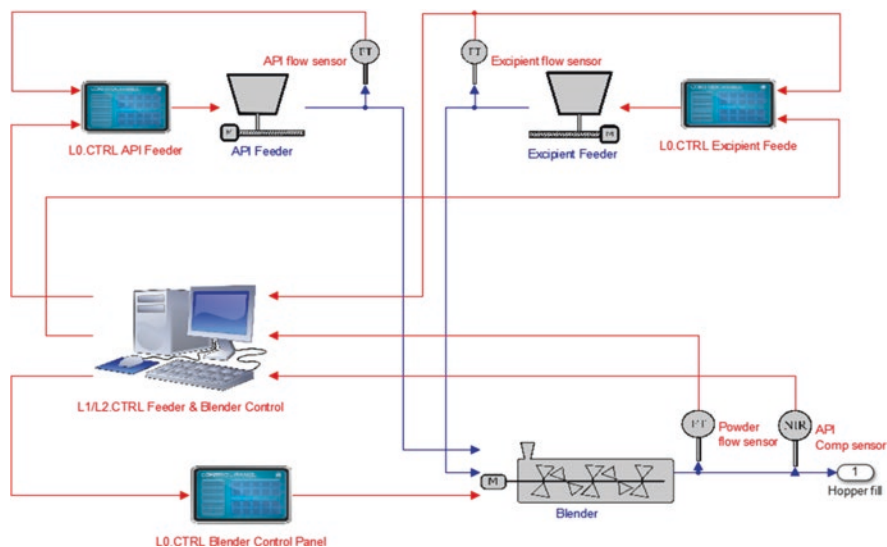 API flow sensor
FT
FT
Excipient flow sensor
L0.CTRL API Feeder
M
API Feeder
Excipient Feeder
M
L0.CTRL Excipient Feede
L1/L2.CTRL Feeder & Blender Control
FT
Powder
flow sensor
NIR
API
Comp sensor
M
1
Hopper fill
Blender
L0.CTRL Blender Control Panel